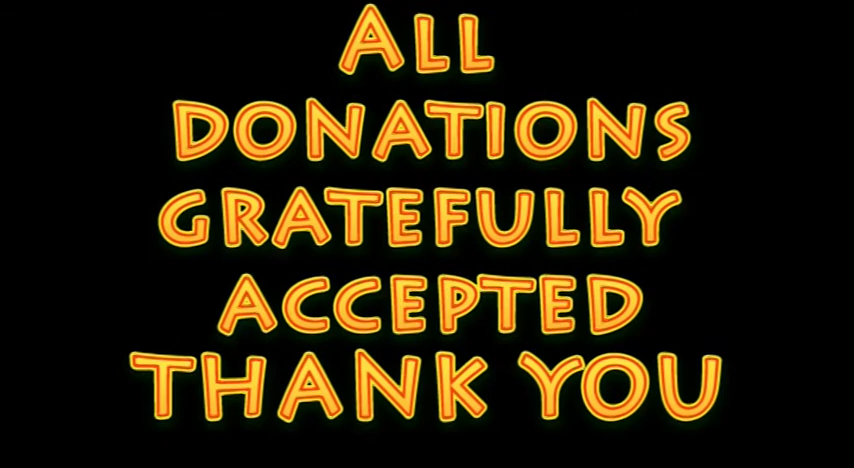 ALL
DONATIONS
GRATEFULLY
ACCEPTED
THANK YOU